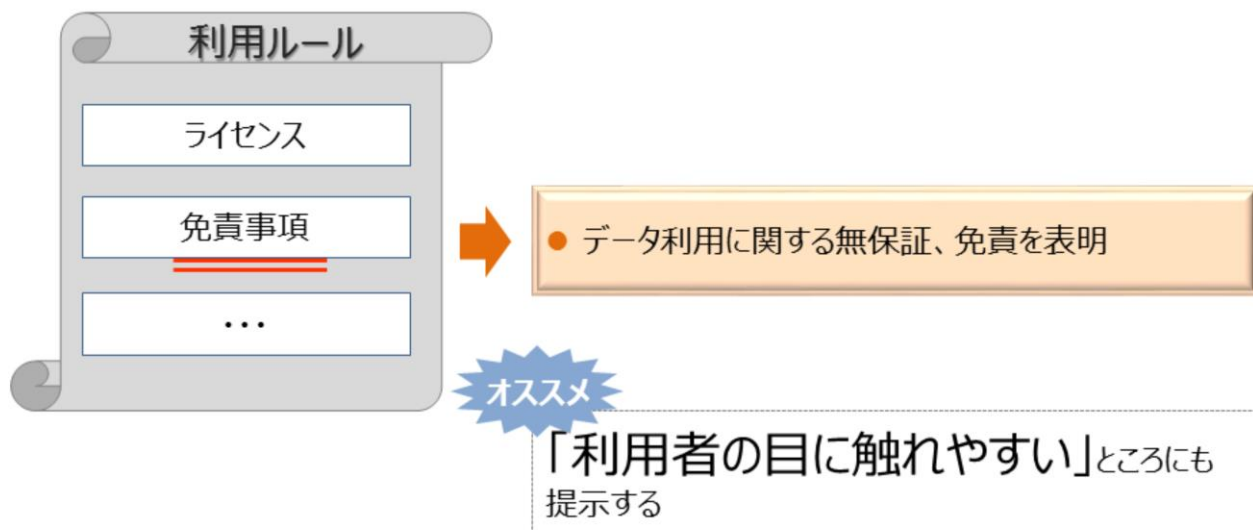 利用ルール
ライセンス
免責事項
・・・
● データ利用に関する無保証、免責を表明
オススメ
「利用者の目に触れやすい」ところにも
提示する